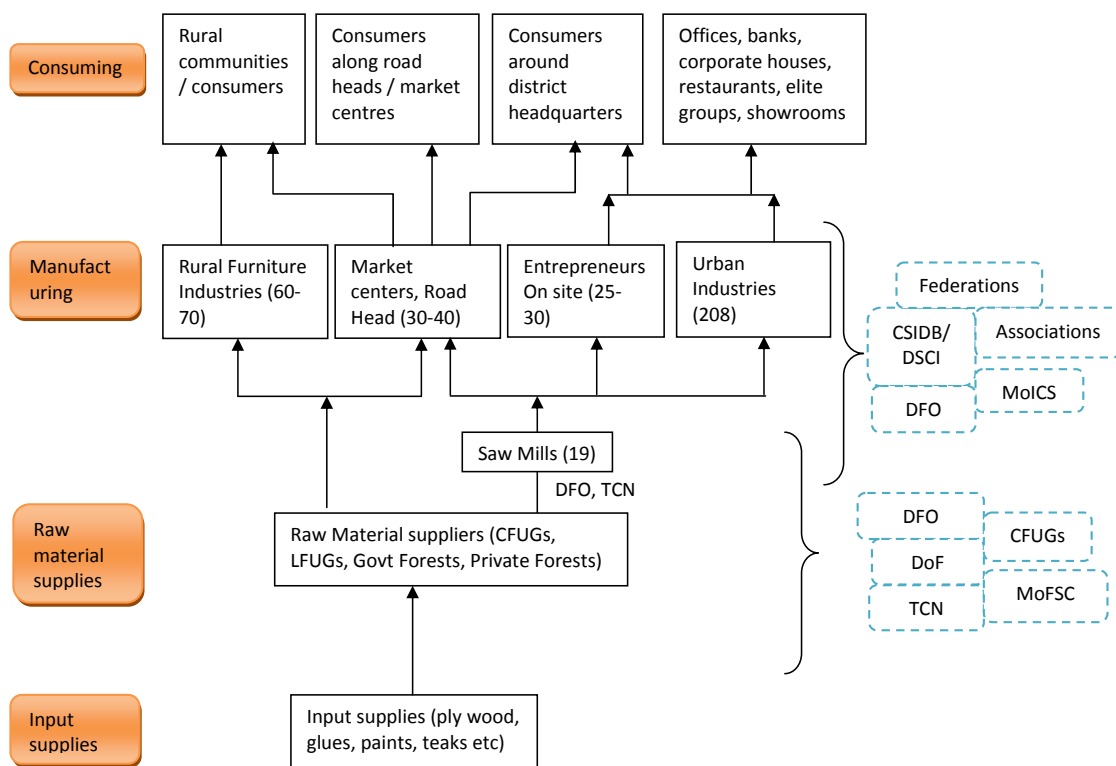 Consuming
Rural
communities
/ consumers
Consumers
along road
heads / market
centres
Consumers
around
district
headquarters
Offices, banks,
corporate houses,
restaurants, elite
groups, showrooms
Manufact
uring
Rural Furniture
Industries (60-
70)
Market
centers, Road
Head (30-40)
Entrepreneurs
On site (25-
30)
Urban
Industries
(208)
Federations
CSIDB/
DSCI
Associations
DFO
MoICS
Saw Mills (19)
DFO, TCN
Raw
material
supplies
Raw Material suppliers (CFUGs,
LFUGs, Govt Forests, Private Forests)
DFO
CFUGs
DoF
MoFSC
TCN
Input
supplies
Input supplies (ply wood,
glues, paints, teaks etc)